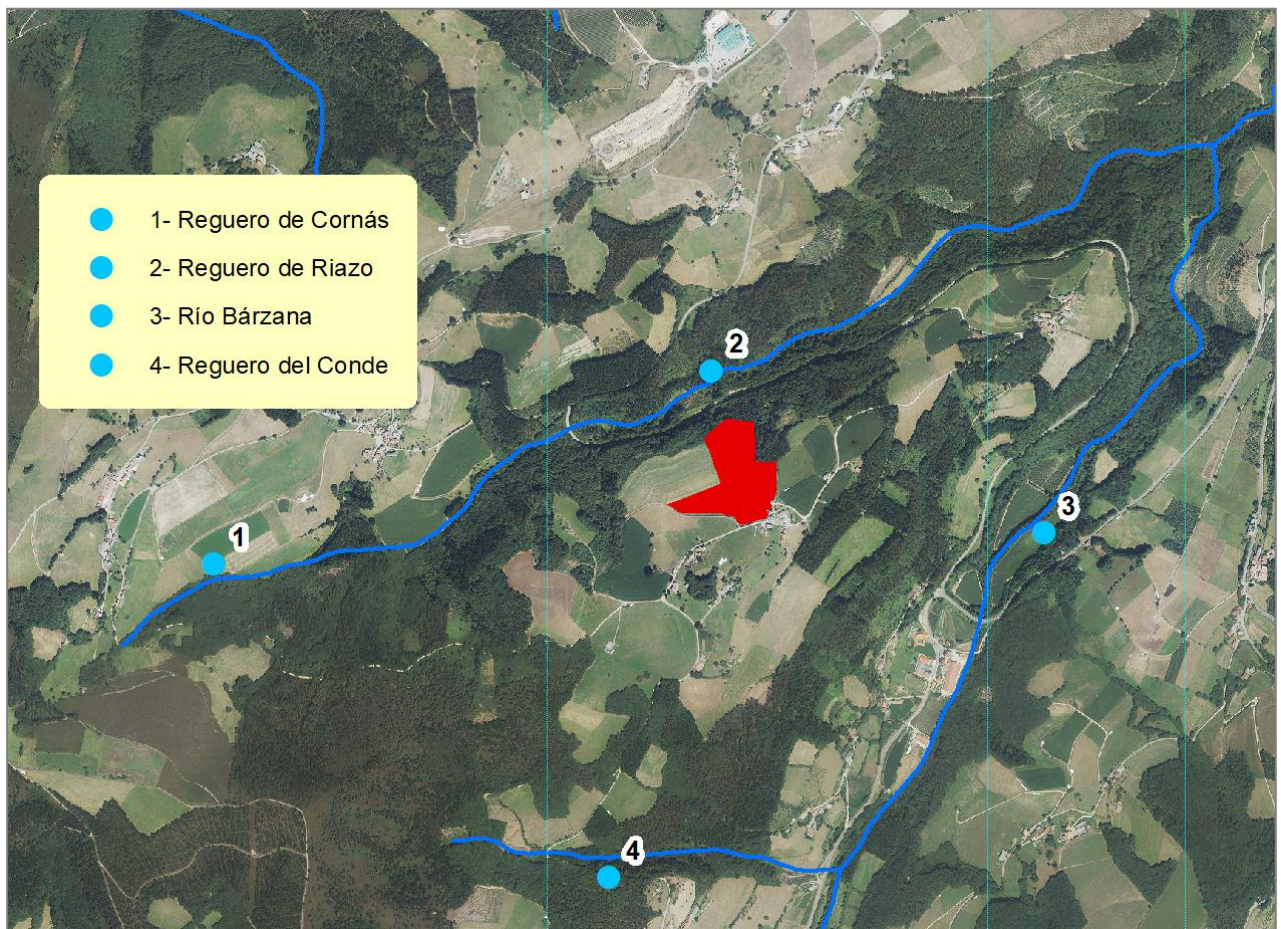 1- Reguero de Cornás
2- Reguero de Riazo
3- Río Bárzana
4- Reguero del Conde
2
3
1
4